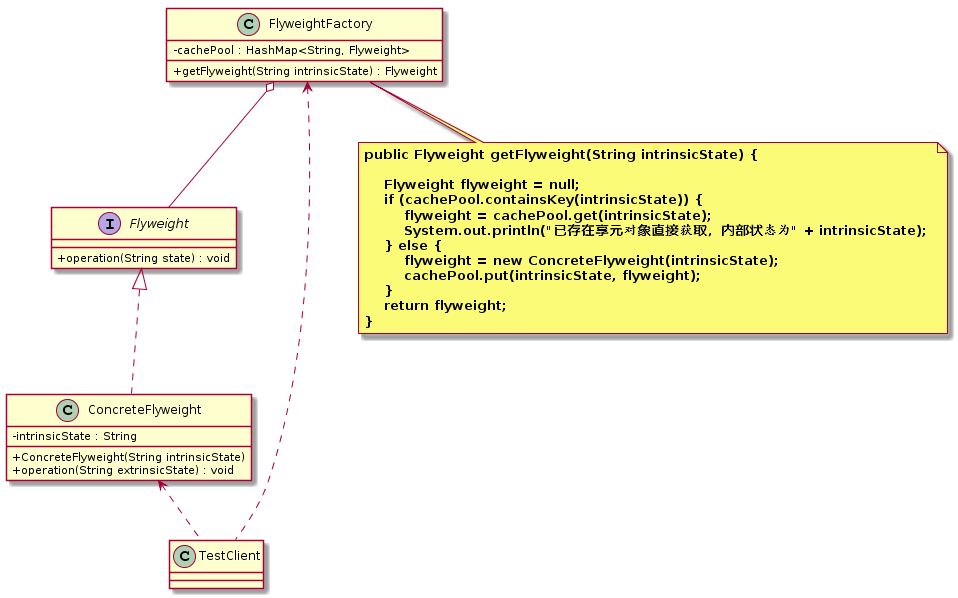 C FlyweightFactory
-cachePool : HashMap<String, Flyweight>
+getFlyweight(String intrinsicState) : Flyweight
public Flyweight getFlyweight(String intrinsicState) {
Flyweight flyweight = null;
if (cachePool.containsKey(intrinsicState)) {
flyweight = cachePool.get(intrinsicState);
System.out.println("已存在享元对象直接获取，内部状态为" + intrinsicState);
} else {
flyweight = new ConcreteFlyweight(intrinsicState);
cachePool.put(intrinsicState, flyweight);
}
return flyweight;
}
I Flyweight
+operation(String state) : void
C ConcreteFlyweight
-intrinsicState : String
+ConcreteFlyweight(String intrinsicState)
+operation(String extrinsicState) : void
C TestClient